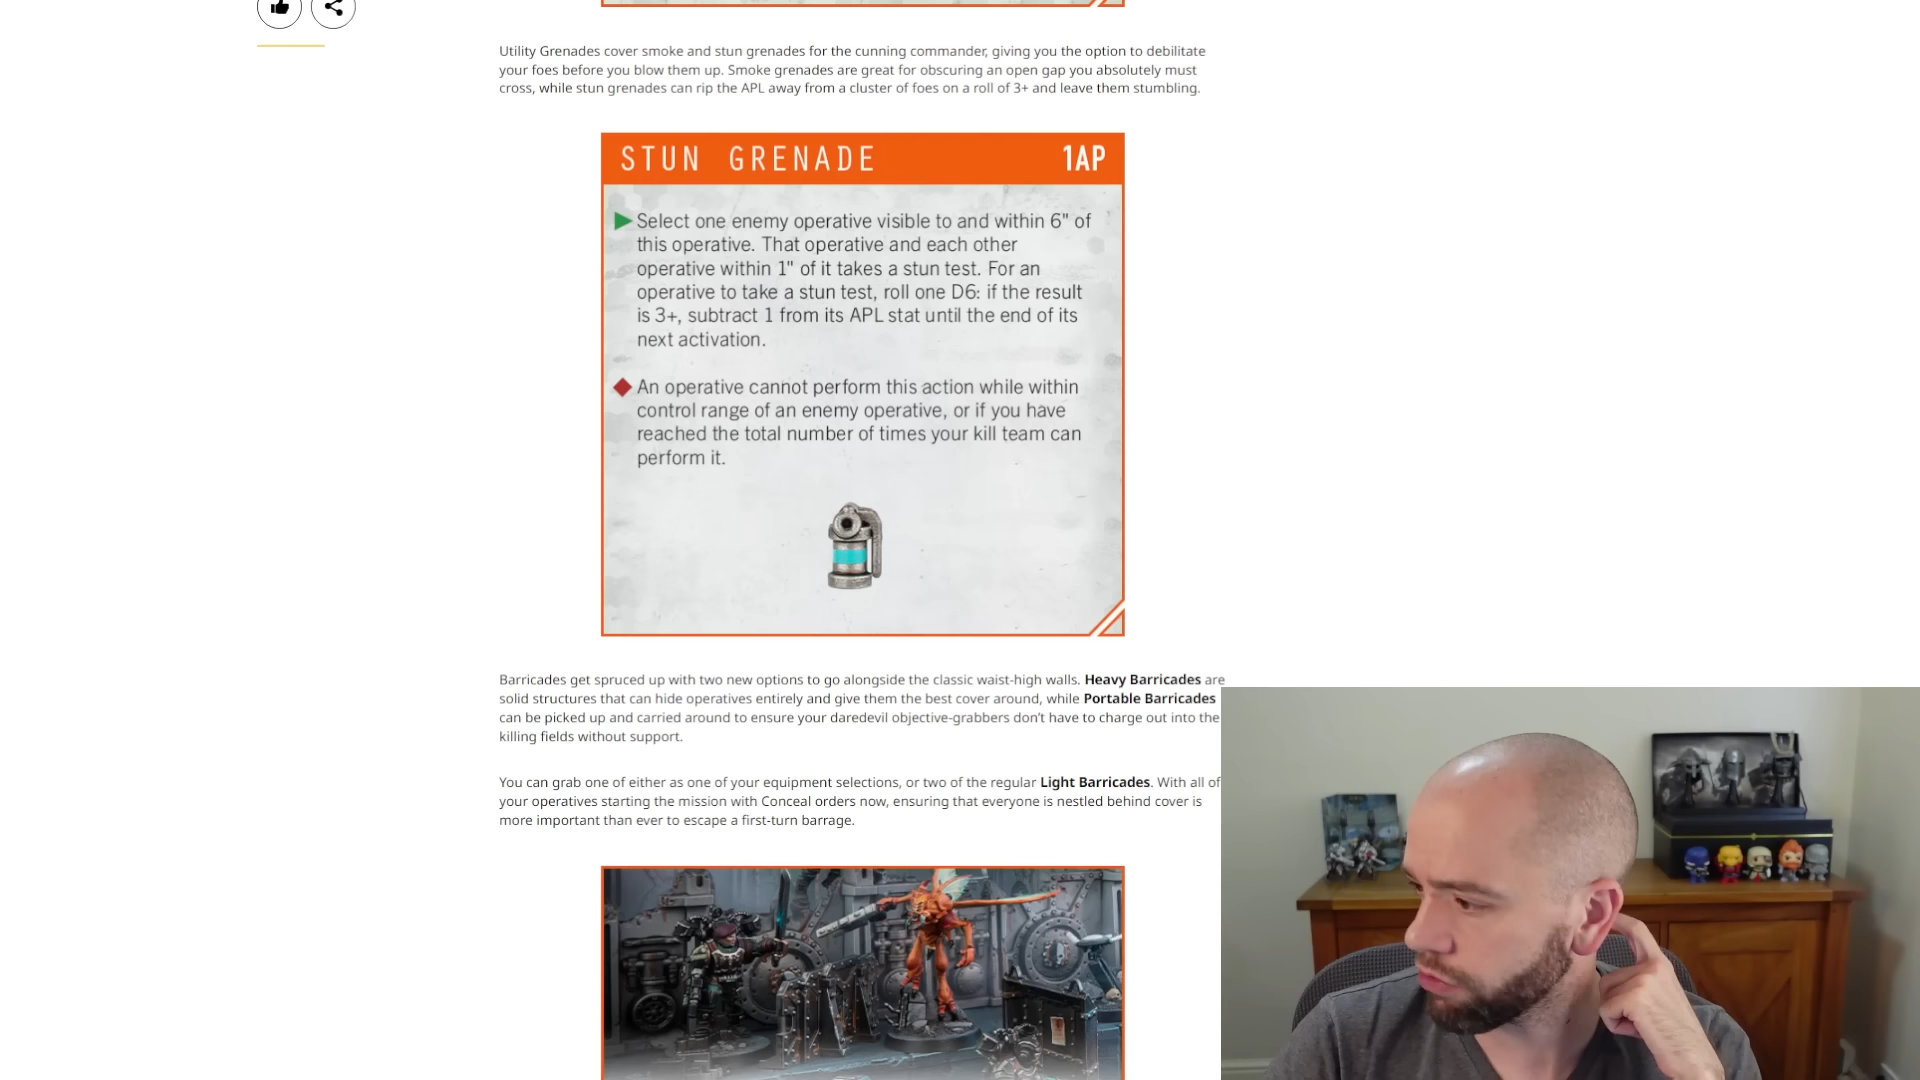 Utility Grenades cover smoke and stun grenades for the cunning commander, giving you the option to debilitate
your foes before you blow them up. Smoke grenades are great for obscuring an open gap you absolutely must
cross, while stun grenades can rip the APL away from a cluster of foes on a roll of 3+ and leave them stumbling.
STUN GRENADE 1AP
Select one enemy operative visible to and within 6" of
this operative. That operative and each other
operative within 1" of it takes a stun test. For an
operative to take a stun test, roll one D6: if the result
is 3+, subtract 1 from its APL stat until the end of its
next activation.
An operative cannot perform this action while within
control range of an enemy operative, or if you have
reached the total number of times your kill team can
perform it.
Barricades get spruced up with two new options to go alongside the classic waist-high walls. Heavy Barricades are
solid structures that can hide operatives entirely and give them the best cover around, while Portable Barricades
can be picked up and carried around to ensure your daredevil objective-grabbers don't have to charge out into the
killing fields without support.
You can grab one of either as one of your equipment selections, or two of the regular Light Barricades. With all of
your operatives starting the mission with Conceal orders now, ensuring that everyone is nestled behind cover is
more important than ever to escape a first-turn barrage.